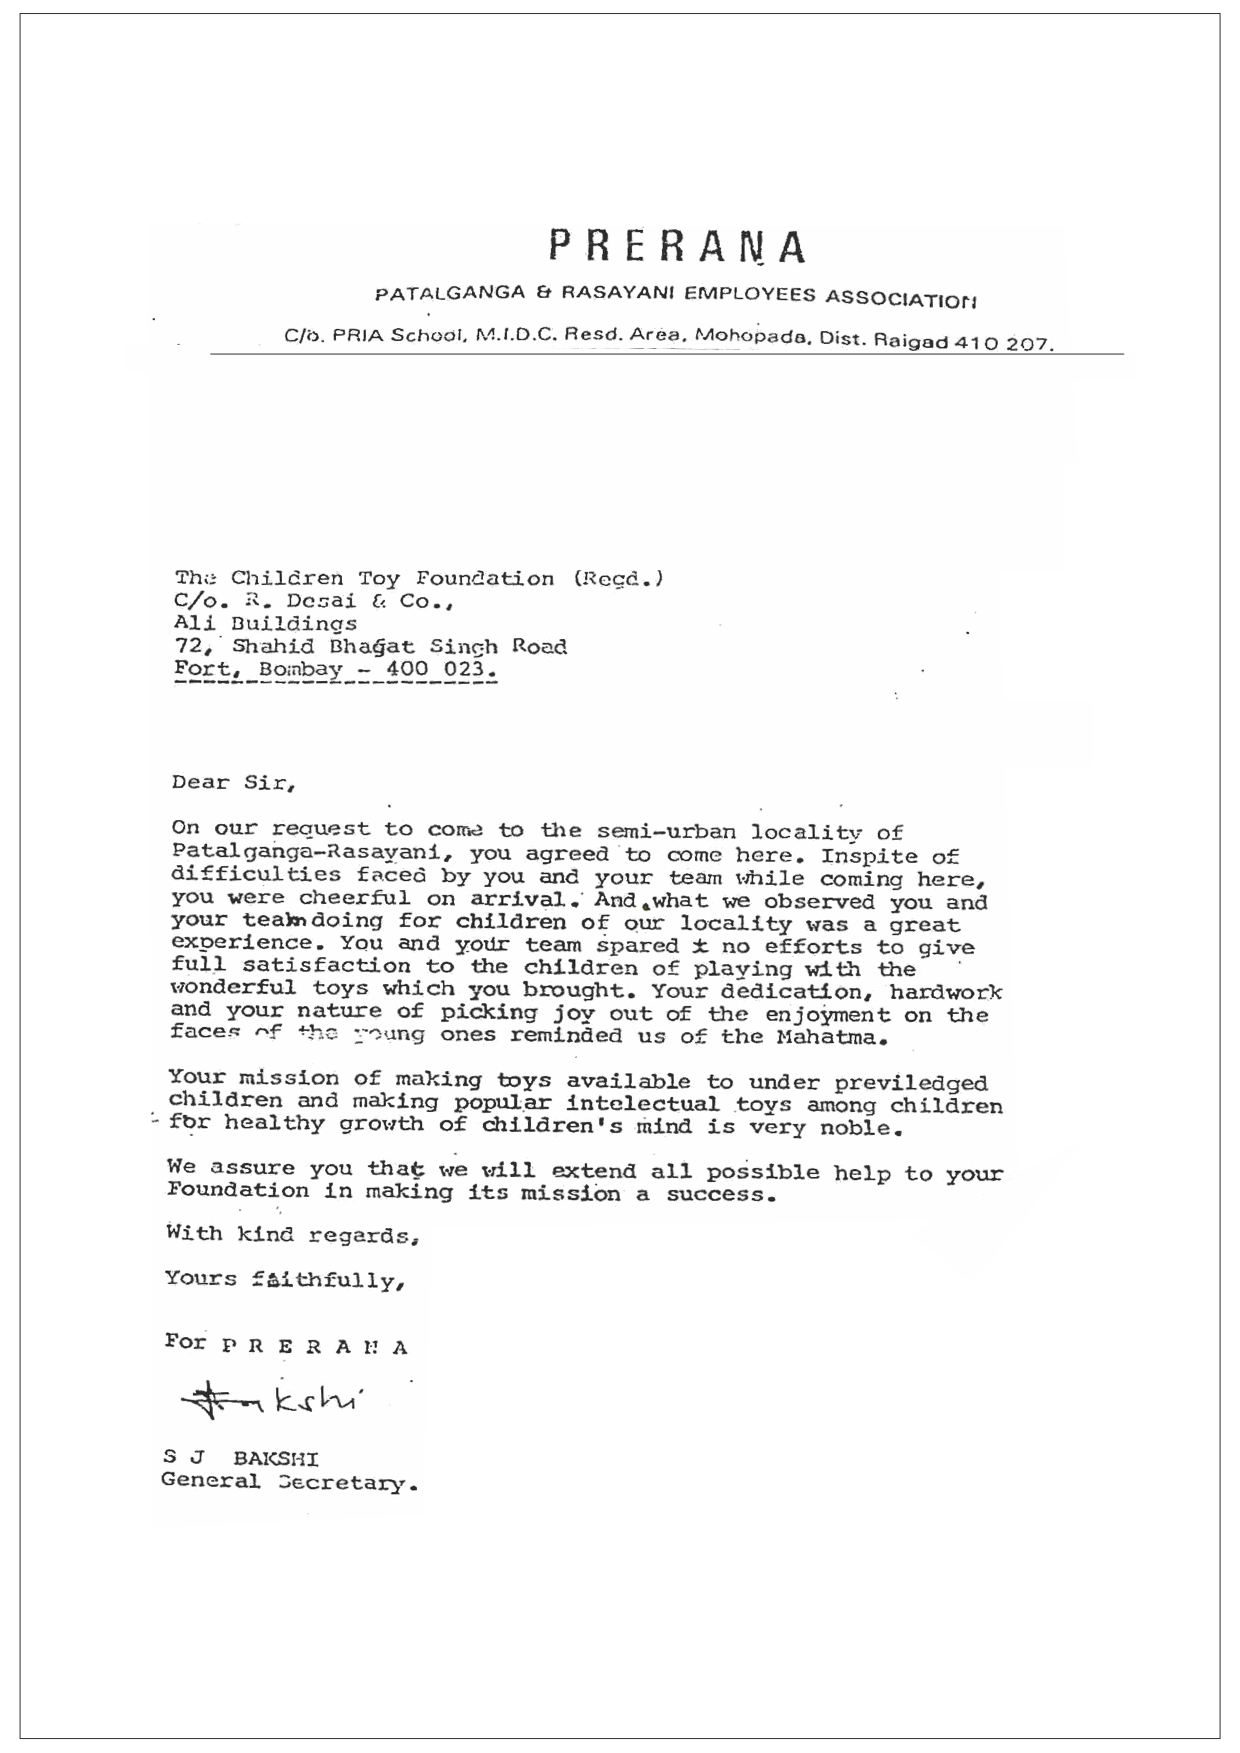 PRERANA
PATALGANGA & RASAYANI EMPLOYEES ASSOCIATION
C/o. PRIA School, M.I.D.C. Resd. Area, Mohopada, Dist. Raigad 410 207.
The Children Toy Foundation (Regd.)
C/o. R. Desai & Co.,
Ali Buildings
72, Shahid Bhagat Singh Road
Fort, Bombay - 400 023.
Dear Sir,
On our request to come to the semi-urban locality of
Patalganga-Rasayani, you agreed to come here. Inspite of
difficulties faced by you and your team while coming here,
you were cheerful on arrival. And what we observed you and
your team doing for children of our locality was a great
experience. You and your team spared ± no efforts to give
full satisfaction to the children of playing with the
wonderful toys which you brought. Your dedication, hardwork
and your nature of picking joy out of the enjoyment on the
faces of the young ones reminded us of the Mahatma.
Your mission of making toys available to under previledged
children and making popular intelectual toys among children
for healthy growth of children's mind is very noble.
We assure you that we will extend all possible help to your
Foundation in making its mission a success.
With kind regards,
Yours faithfully,
For P R E R A N A
Bakshi
S J BAKSHI
General Secretary.